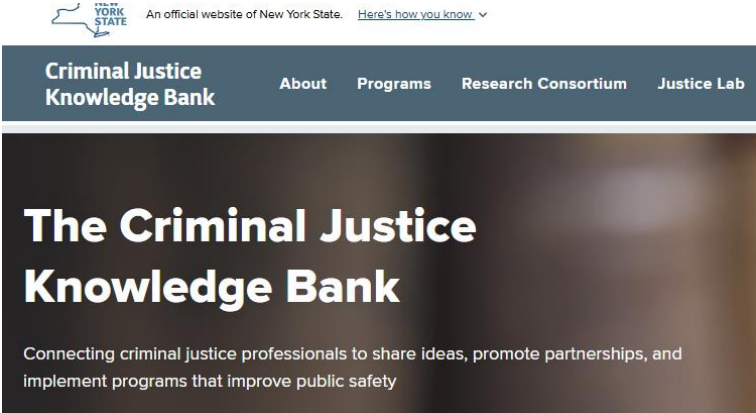 NEW
YORK
STATE
An official website of New York State. Here's how you know
Criminal Justice
Knowledge Bank
About Programs Research Consortium Justice Lab
The Criminal Justice
Knowledge Bank
Connecting criminal justice professionals to share ideas, promote partnerships, and
implement programs that improve public safety